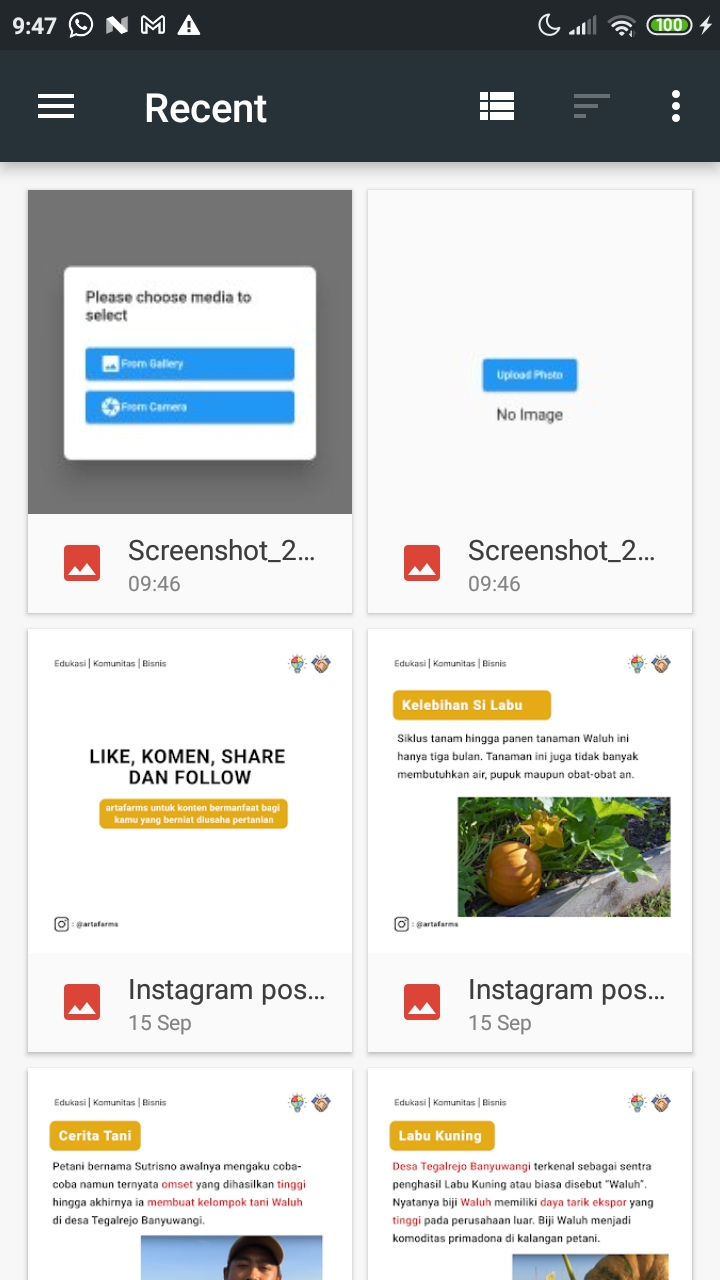 9:47
100
Recent
Please choose media to
select
From Gallery
From Camera
Upload Photo
No Image
Screenshot_2...
09:46
Screenshot_2...
09:46
Edukasi | Komunitas | Bisnis
LIKE, KOMEN, SHARE
DAN FOLLOW
artafarms untuk konten bermanfaat bagi
kamu yang berniat diusaha pertanian
: @artafarms
Edukasi | Komunitas | Bisnis
Kelebihan Si Labu
Siklus tanam hingga panen tanaman Waluh ini
hanya tiga bulan. Tanaman ini juga tidak banyak
membutuhkan air, pupuk maupun obat-obat an.
: @artafarms
Instagram pos...
15 Sep
Instagram pos...
15 Sep
Edukasi | Komunitas | Bisnis
Cerita Tani
Petani bernama Sutrisno awalnya mengaku coba-
coba namun ternyata omset yang dihasilkan tinggi
hingga akhirnya ia membuat kelompok tani Waluh
di desa Tegalrejo Banyuwangi.
Edukasi | Komunitas | Bisnis
Labu Kuning
Desa Tegalrejo Banyuwangi terkenal sebagai sentra
penghasil Labu Kuning atau biasa disebut "Waluh".
Nyatanya biji Waluh memiliki daya tarik ekspor yang
tinggi pada perusahaan luar. Biji Waluh menjadi
komoditas primadona di kalangan petani.